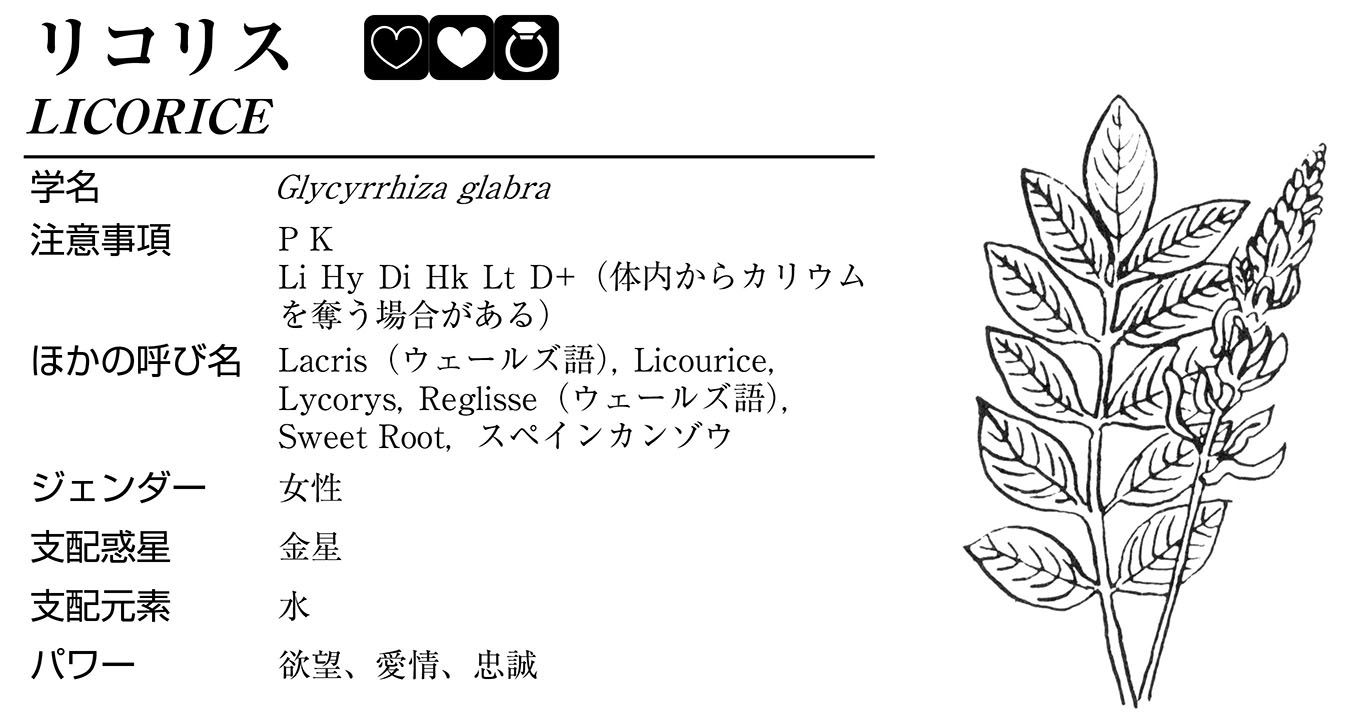 リコリス
LICORICE
学名 Glycyrrhiza glabra
注意事項 P K
Li Hy Di Hk Lt D+（体内からカリウム
を奪う場合がある）
ほかの呼び名 Lacris（ウェールズ語）, Licourice,
Lycorys, Reglisse（ウェールズ語）,
Sweet Root, スペインカンゾウ
ジェンダー 女性
支配惑星 金星
支配元素 水
パワー 欲望、愛情、忠誠